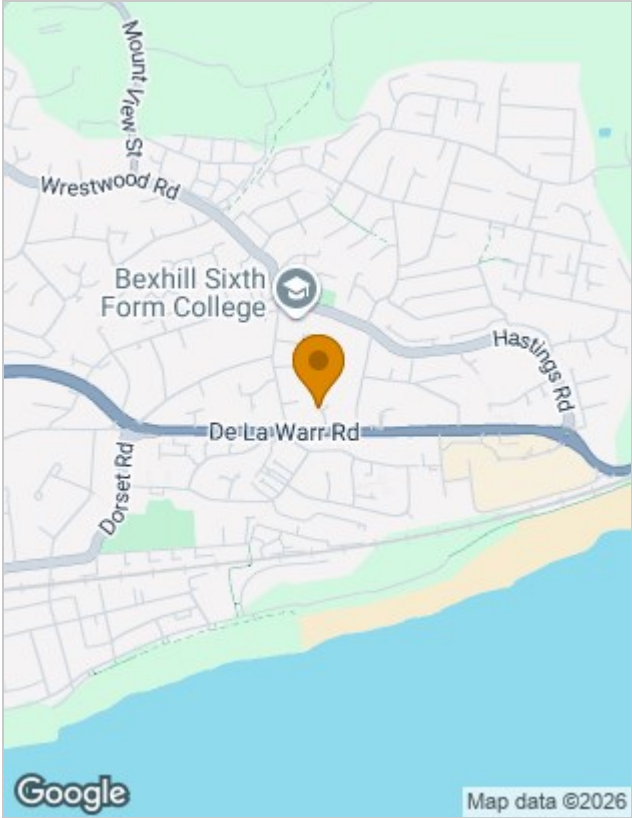 Mount View St
Wrestwood Rd
Bexhill Sixth
Form College
Hastings Rd
De La Warr Rd
Dorset Rd
Google
Map data ©2026